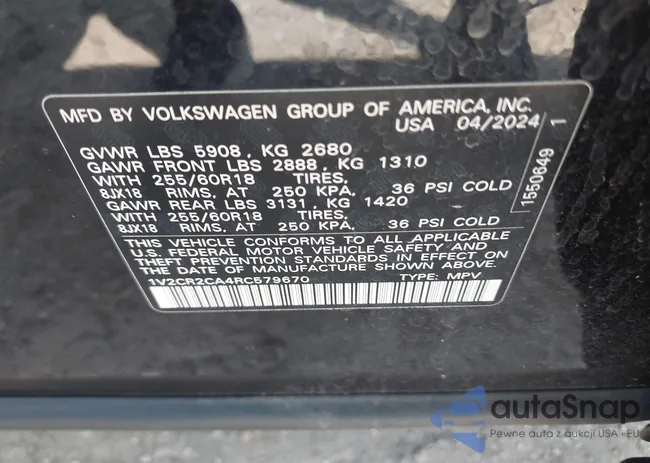 MFD BY VOLKSWAGEN GROUP OF AMERICA, INC.
USA 04/2024
GVWR LBS 5908, KG 2680
GAWR FRONT LBS 2888, KG 1310
WITH 255/60R18 TIRES,
8JX18 RIMS, AT 250 KPA, 36 PSI COLD
GAWR REAR LBS 3131, KG 1420
WITH 255/60R18 TIRES,
8JX18 RIMS, AT 250 KPA, 36 PSI COLD
THIS VEHICLE CONFORMS TO ALL APPLICABLE
U.S. FEDERAL MOTOR VEHICLE SAFETY AND
THEFT PREVENTION STANDARDS IN EFFECT ON
THE DATE OF MANUFACTURE SHOWN ABOVE.
1V2CR2CA4RC579670 TYPE: MPV
1550649 1
autoSnap
Pewne auta z aukcji USA i EU